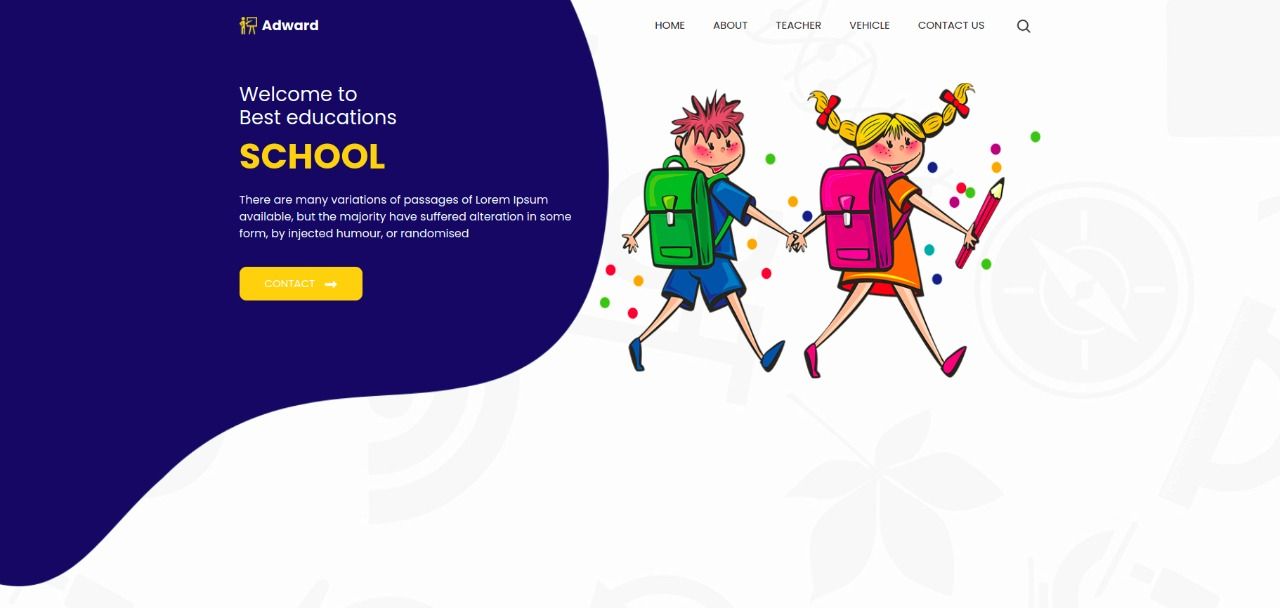 Adward
HOME
ABOUT
TEACHER
VEHICLE
CONTACT US
Welcome to
Best educations
SCHOOL
There are many variations of passages of Lorem Ipsum
available, but the majority have suffered alteration in some
form, by injected humour, or randomised
CONTACT